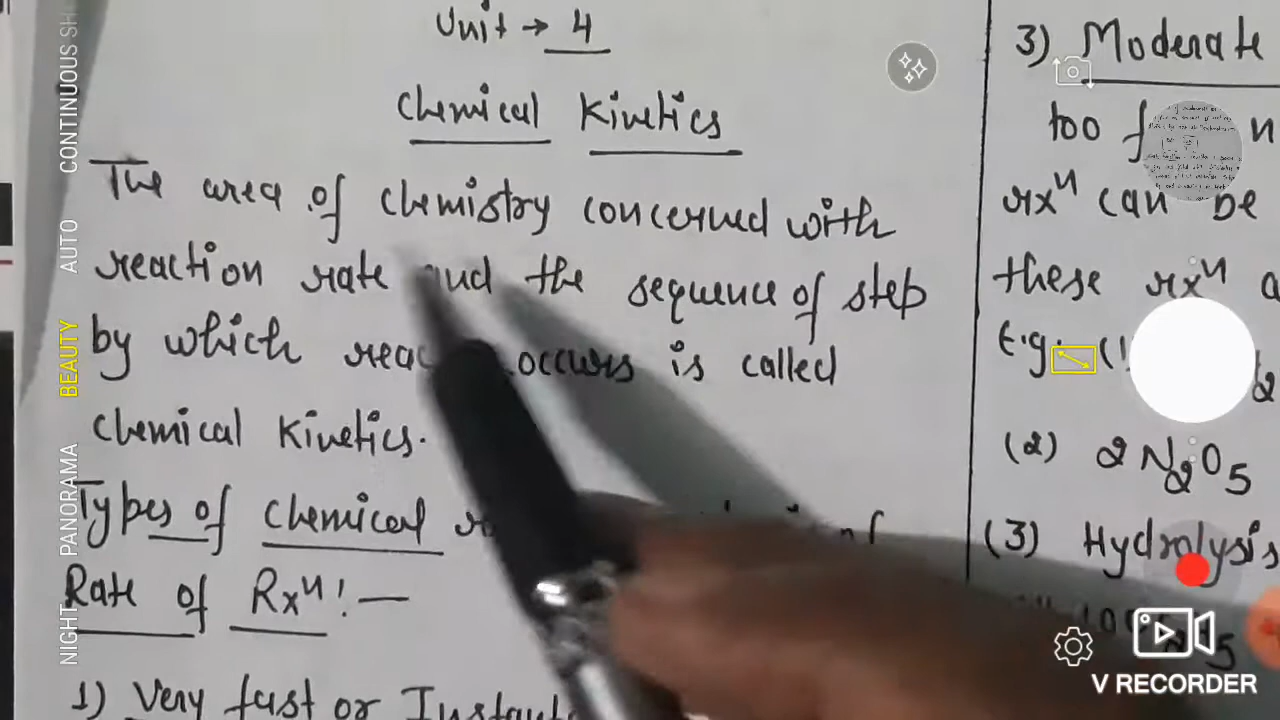 Unit → 4
Chemical Kinetics
The area of chemistry concerned with
reaction rate and the sequence of step
by which occurs is called
Chemical Kinetics.
Types of Chemical
Rate of Rxⁿ! —
1) Very fast or
3) Moderate
too
rxⁿ can be
these rxⁿ
E.g.
(2) 2N2O5
(3) Hydrolysis
NIGHT PANORAMA BEAUTY AUTO CONTINUOUS SH
V RECORDER